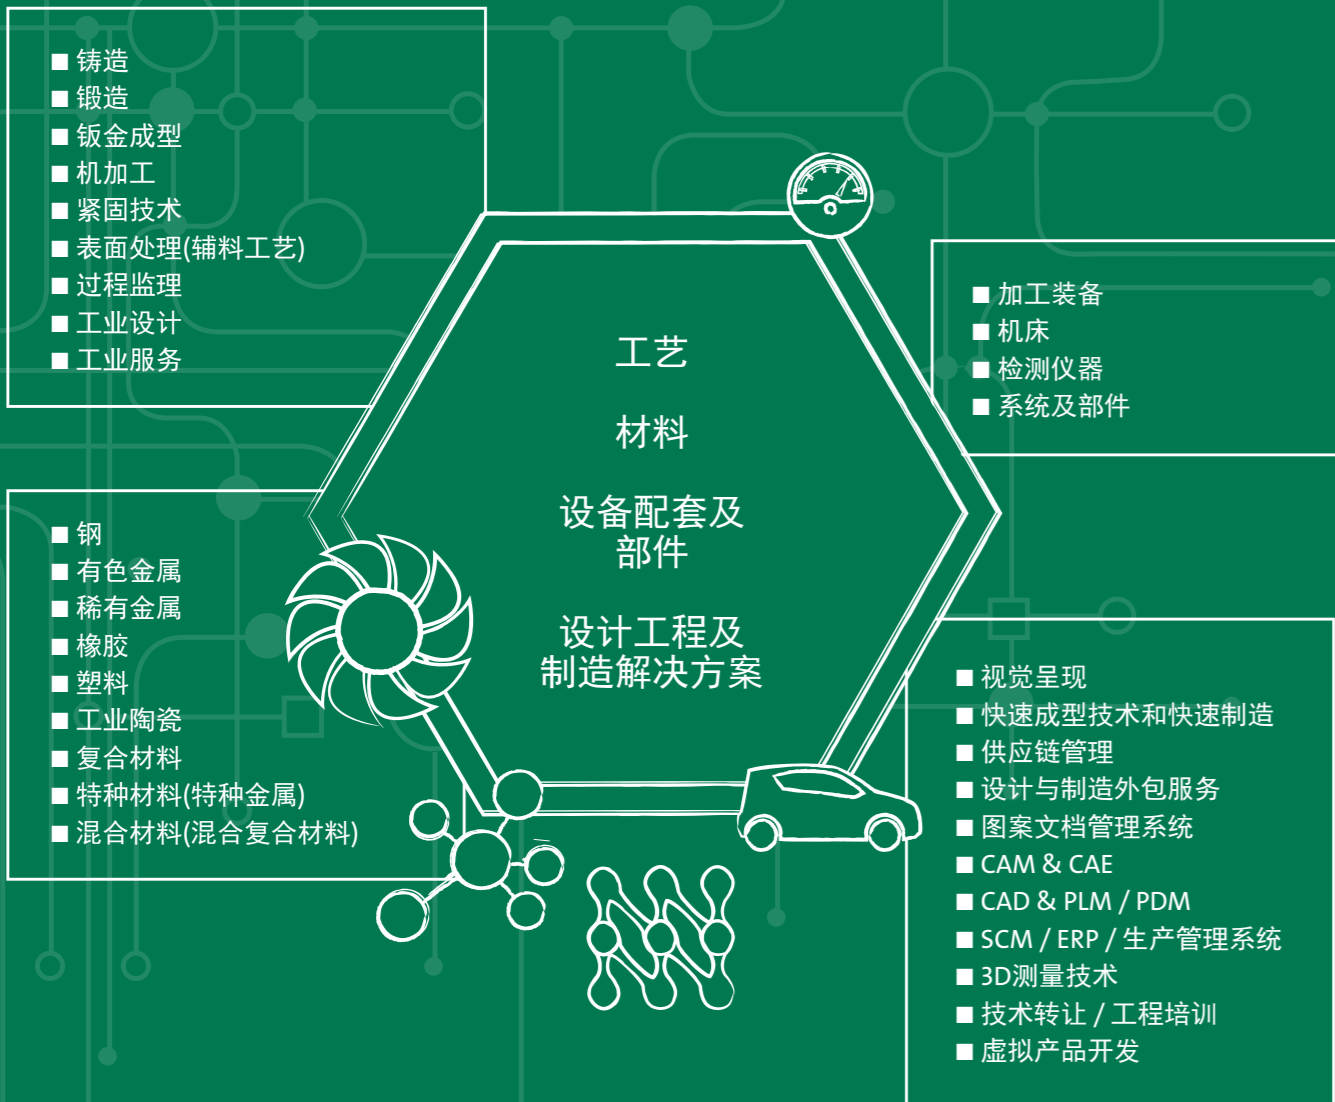 ■ 铸造
■ 锻造
■ 钣金成型
■ 机加工
■ 紧固技术
■ 表面处理(辅料工艺)
■ 过程监理
■ 工业设计
■ 工业服务
工艺
材料
设备配套及
部件
设计工程及
制造解决方案
■ 加工装备
■ 机床
■ 检测仪器
■ 系统及部件
■ 钢
■ 有色金属
■ 稀有金属
■ 橡胶
■ 塑料
■ 工业陶瓷
■ 复合材料
■ 特种材料(特种金属)
■ 混合材料(混合复合材料)
■ 视觉呈现
■ 快速成型技术和快速制造
■ 供应链管理
■ 设计与制造外包服务
■ 图案文档管理系统
■ CAM & CAE
■ CAD & PLM / PDM
■ SCM / ERP / 生产管理系统
■ 3D测量技术
■ 技术转让 / 工程培训
■ 虚拟产品开发